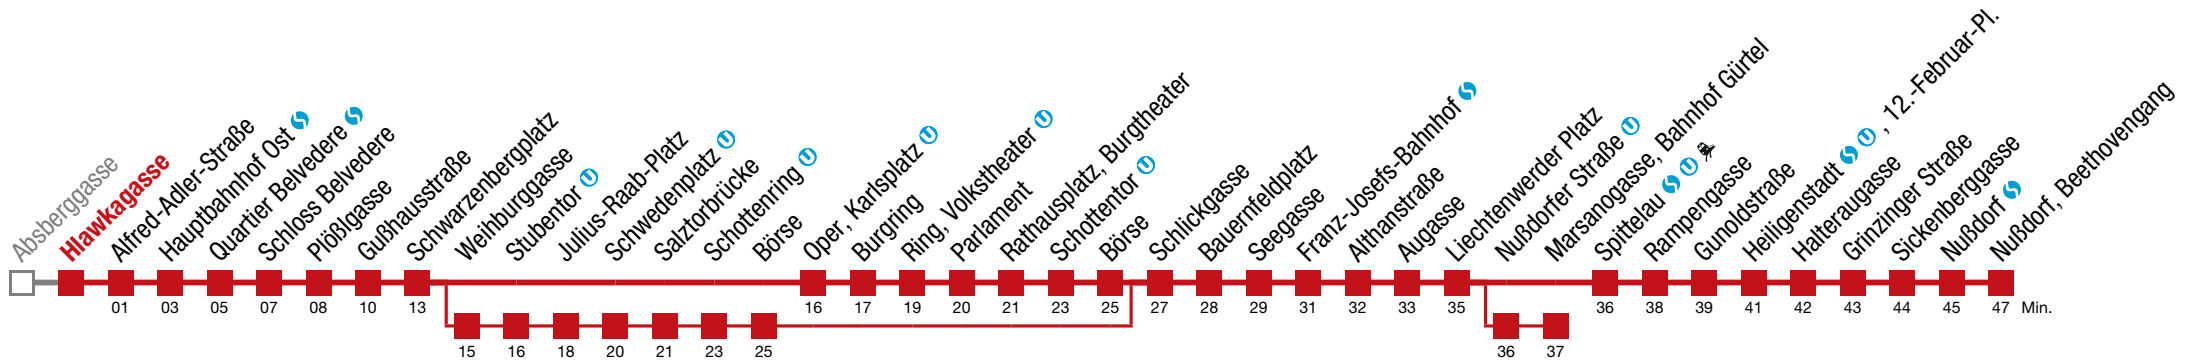 Absberggasse
Hlawkagasse
Alfred-Adler-Straße
Hauptbahnhof Ost
Quartier Belvedere
Schloss Belvedere
Plößlgasse
Gußhausstraße
Schwarzenbergplatz
Weihburggasse
Stubentor
Julius-Raab-Platz
Schwedenplatz
Salztorbrücke
Schottenring
Börse
Oper, Karlsplatz
Burgring
Ring, Volkstheater
Parlament
Rathausplatz, Burgtheater
Schottentor
Börse
Schlickgasse
Bauernfeldplatz
Seegasse
Franz-Josefs-Bahnhof
Althanstraße
Augasse
Liechtenwerder Platz
Nußdorfer Straße
Marsanogasse, Bahnhof Gürtel
Spittelau
Rampengasse
Gunoldstraße
Heiligenstadt , 12.-Februar-Pl.
Halteraugasse
Grinzinger Straße
Sickenberggasse
Nußdorf
Nußdorf, Beethovengang
01 03 05 07 08 10 13 16 17 19 20 21 23 25 27 28 29 31 32 33 35 36 38 39 41 42 43 44 45 47 Min.
15 16 18 20 21 23 25 36 37